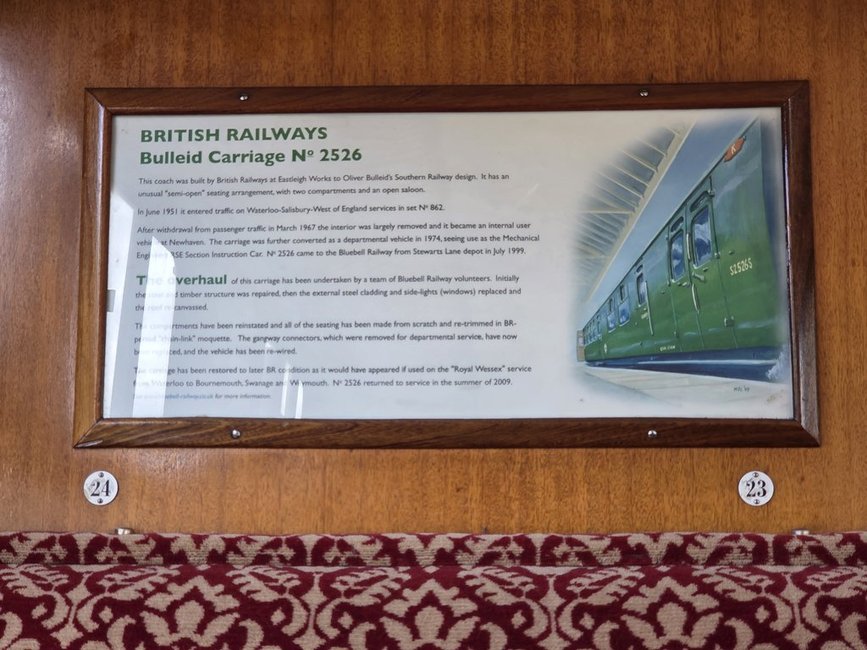 BRITISH RAILWAYS
Bulleid Carriage Nº 2526
This coach was built by British Railways at Eastleigh Works to Oliver Bulleid's Southern Railway design. It has an
unusual "semi-open" seating arrangement, with two compartments and an open saloon.
In June 1951 it entered traffic on Waterloo-Salisbury-West of England services in set Nº 862.
After withdrawal from passenger traffic in March 1967 the interior was largely removed and it became an internal user
vehicle at Newhaven. The carriage was further converted as a departmental vehicle in 1974, seeing use as the Mechanical
Engineers RSE Section Instruction Car. Nº 2526 came to the Bluebell Railway from Stewarts Lane depot in July 1999.
The overhaul of this carriage has been undertaken by a team of Bluebell Railway volunteers. Initially
the steel and timber structure was repaired, then the external steel cladding and side-lights (windows) replaced and
the roof re-canvassed.
The compartments have been reinstated and all of the seating has been made from scratch and re-trimmed in BR-
period "chain-link" moquette. The gangway connectors, which were removed for departmental service, have now
been replaced, and the vehicle has been re-wired.
The carriage has been restored to later BR condition as it would have appeared if used on the "Royal Wessex" service
from Waterloo to Bournemouth, Swanage and Weymouth. Nº 2526 returned to service in the summer of 2009.
bluebell-railway.co.uk for more information.
K
S2526S
24
23